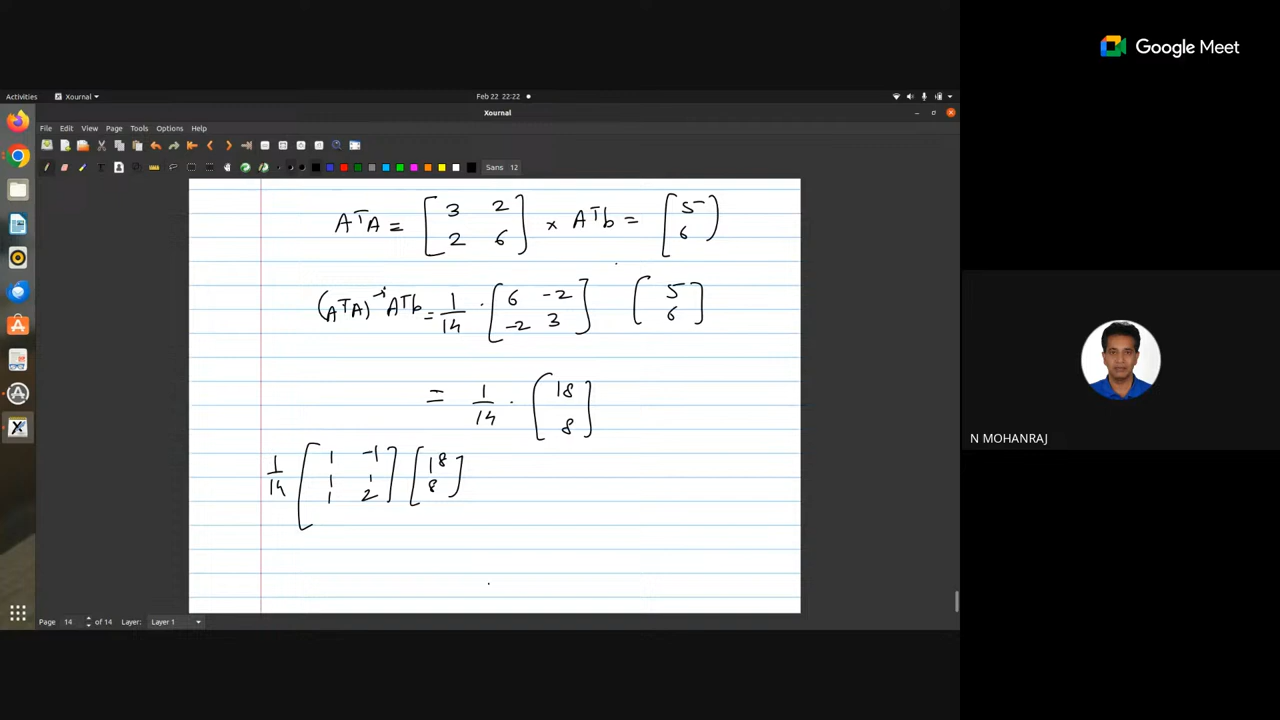 Google Meet
Activities Xournal Feb 22 22:22
Xournal
File Edit View Page Tools Options Help
Sans 12
AᵀA = [3 2; 2 6] × Aᵀb = [5; 6]
(AᵀA)⁻¹Aᵀb = 1/14 · [6 -2; -2 3] [5; 6]
= 1/14 · [18; 8]
1/14 [1 -1; 1 1; 1 2] [18; 8]
N MOHANRAJ
Page 14 of 14 Layer: Layer 1